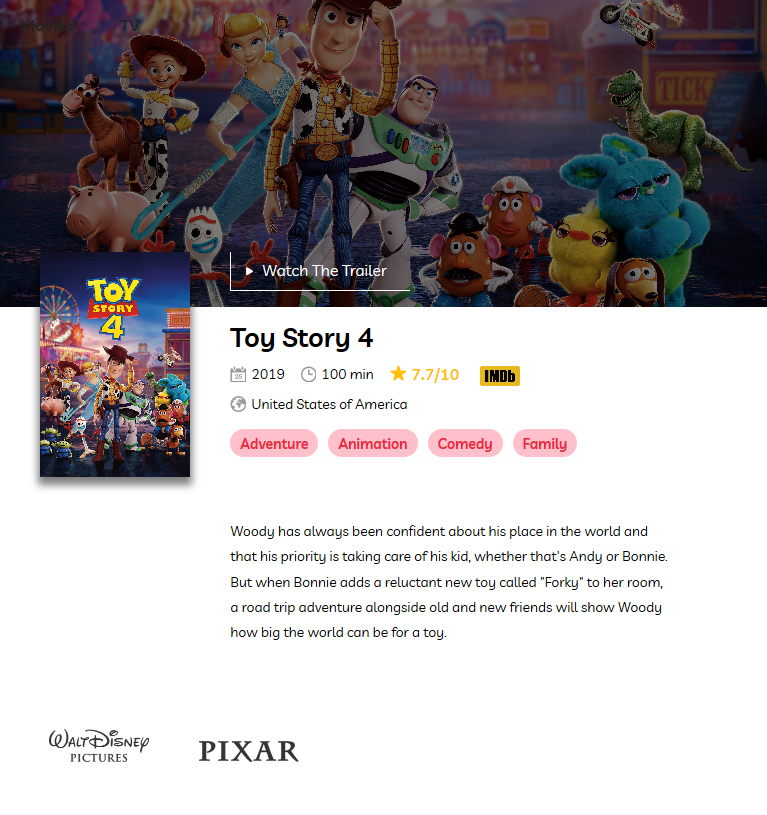 TV
TICK
Watch The Trailer
TOY
STORY
4
Toy Story 4
2019 100 min 7.7/10 IMDb
United States of America
Adventure Animation Comedy Family
Woody has always been confident about his place in the world and
that his priority is taking care of his kid, whether that's Andy or Bonnie.
But when Bonnie adds a reluctant new toy called "Forky" to her room,
a road trip adventure alongside old and new friends will show Woody
how big the world can be for a toy.
WALT DISNEY
PICTURES
PIXAR